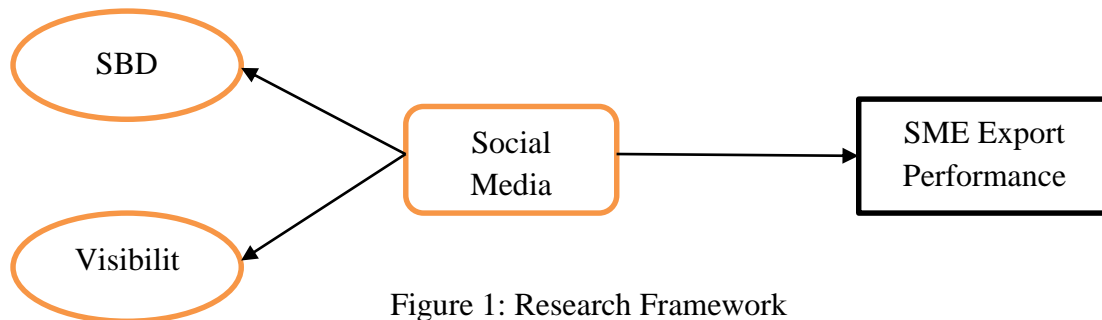 SBD
Social
Media
SME Export
Performance
Visibilit
Figure 1: Research Framework